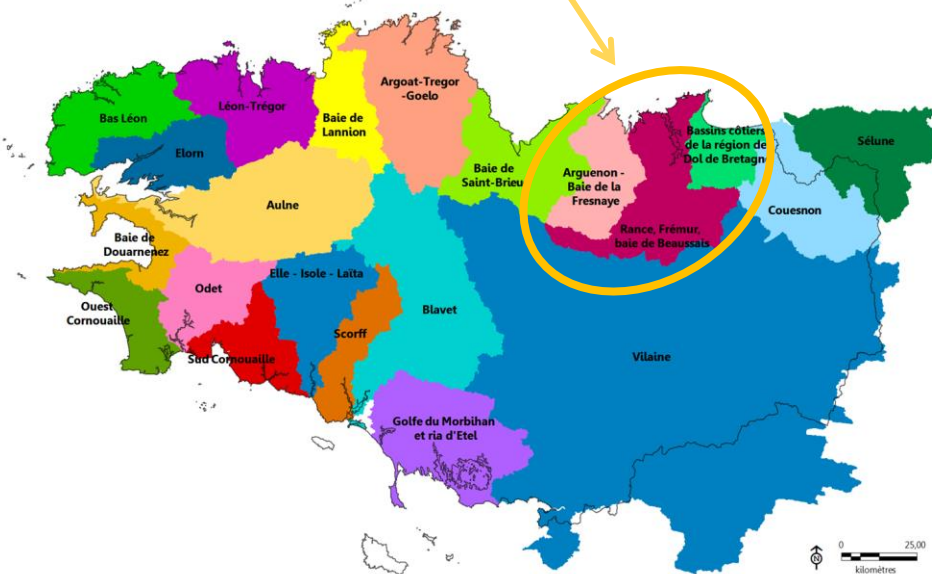 Argoat-Tregor
-Goelo
Léon-Trégor
Bas Léon
Baie de
Lannion
Elorn
Bassins côtiers
de la région de
Dol de Bretagne
Sélune
Baie de
Saint-Brieu
Arguenon -
Baie de la
Fresnaye
Aulne
Couesnon
Rance, Frémur,
baie de Beaussais
Baie de
Douarnenez
Odet
Elle - Isole - Laïta
Ouest
Cornouaille
Blavet
Scorff
Sud Cornouaille
Vilaine
Golfe du Morbihan
et ria d'Etel
N
0 25,00
kilomètres